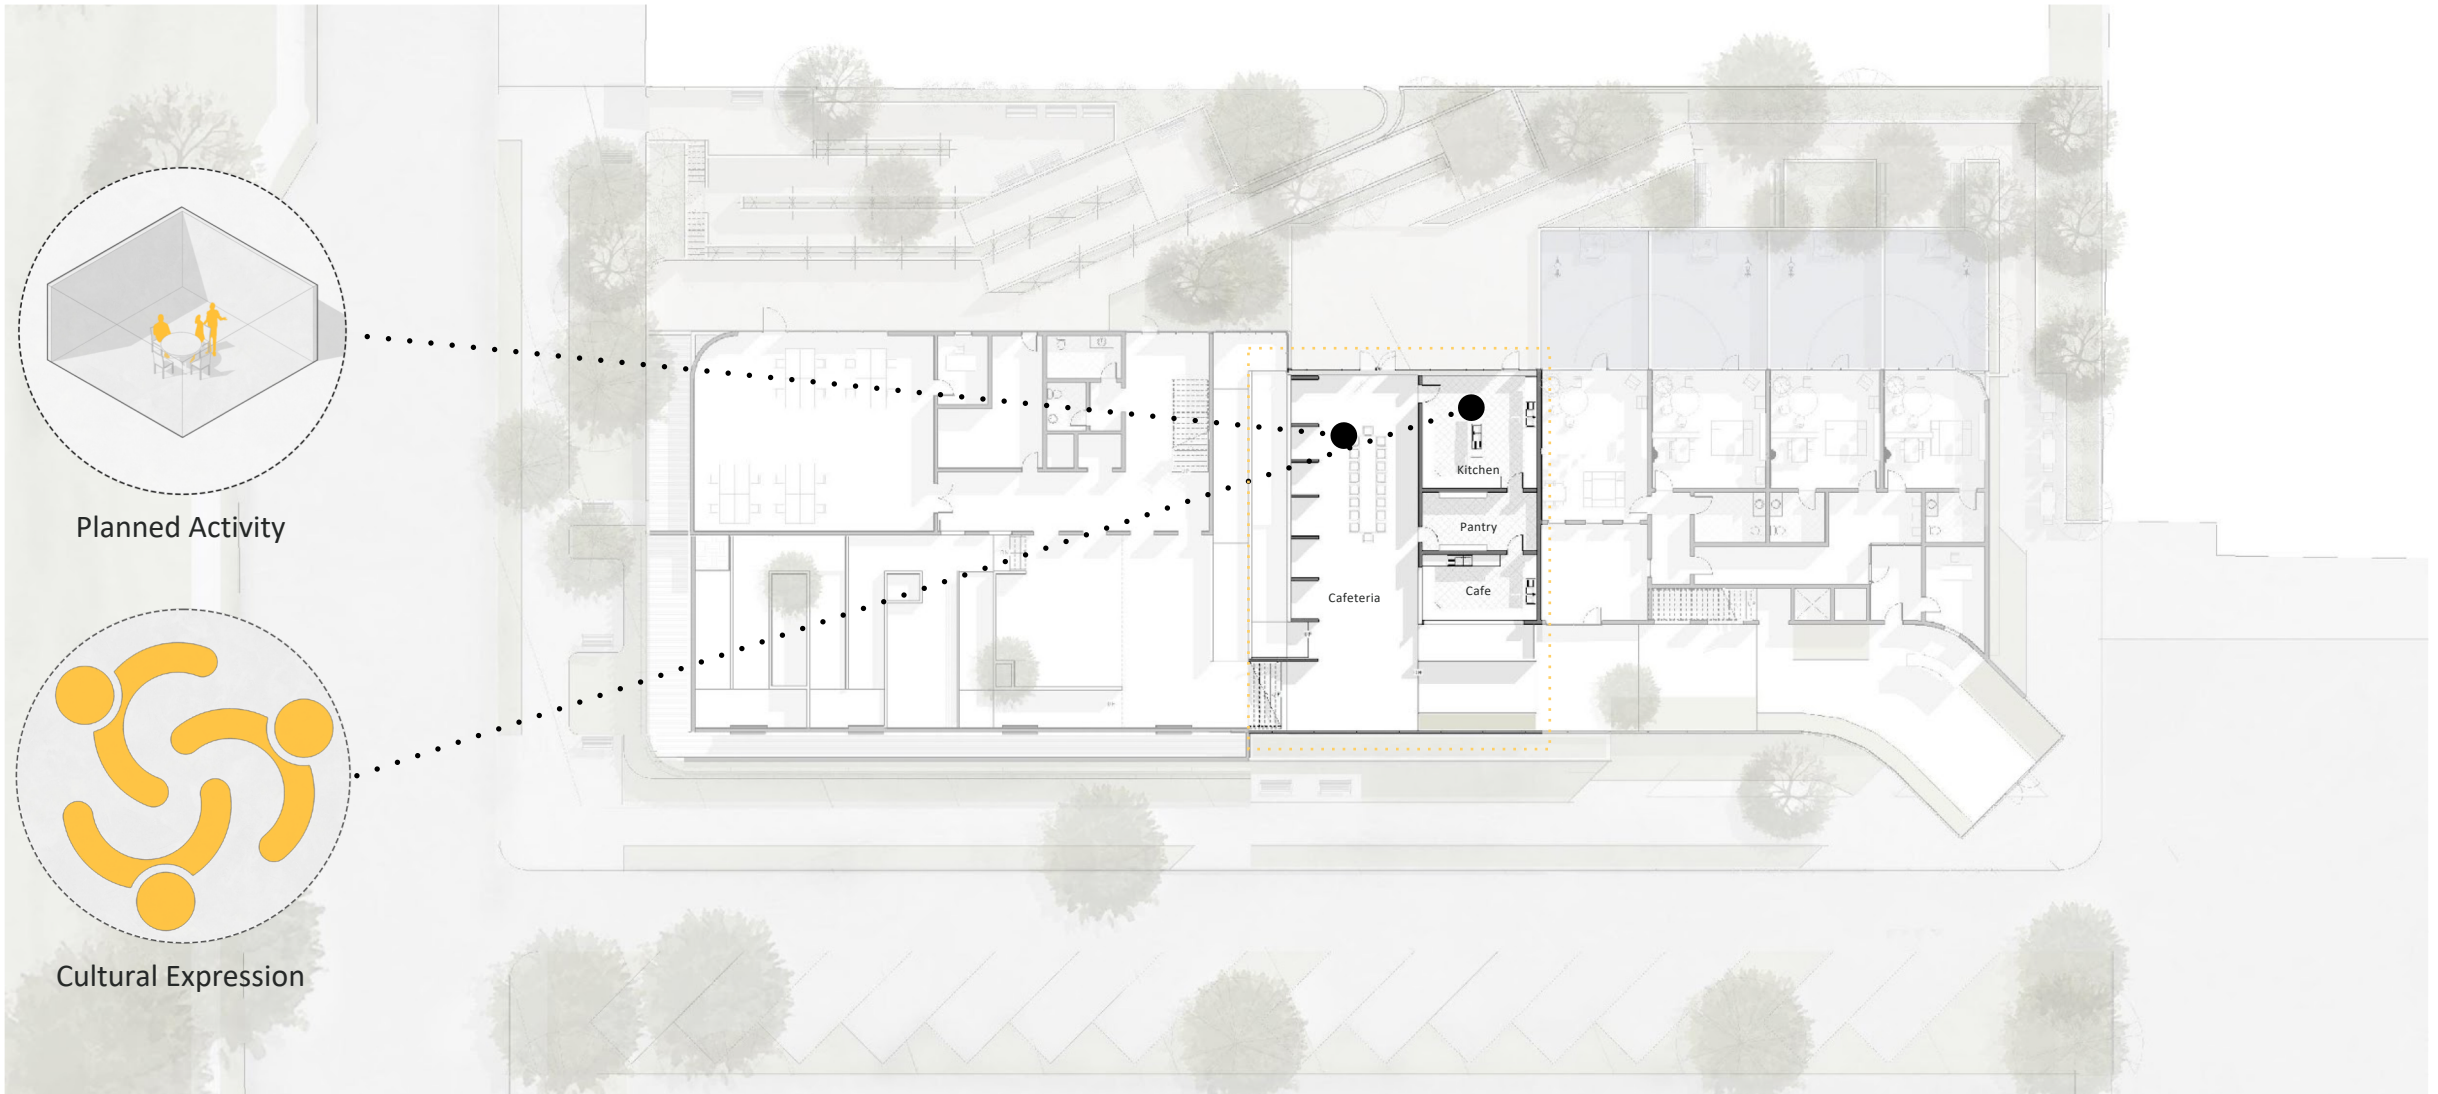 Planned Activity
Cultural Expression
Kitchen
Pantry
Cafe
Cafeteria